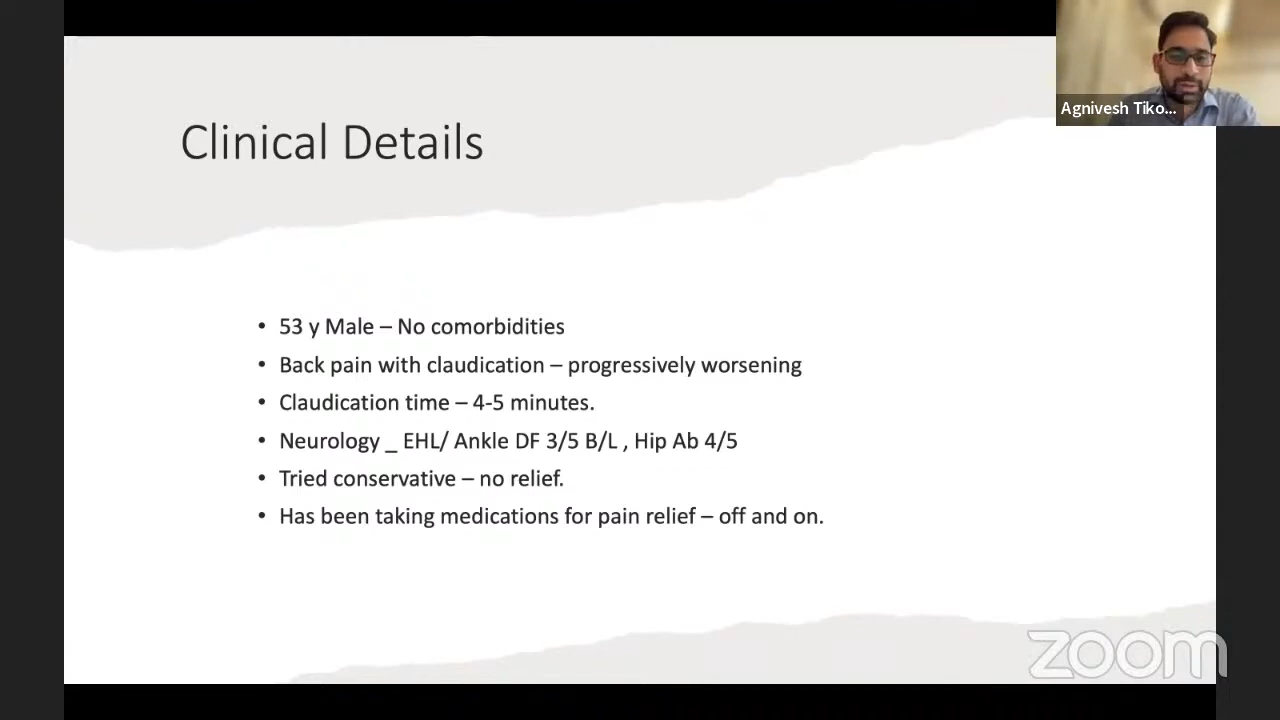 Agnivesh Tiko...
Clinical Details
• 53 y Male – No comorbidities
• Back pain with claudication – progressively worsening
• Claudication time – 4-5 minutes.
• Neurology _ EHL/ Ankle DF 3/5 B/L , Hip Ab 4/5
• Tried conservative – no relief.
• Has been taking medications for pain relief – off and on.
zoom